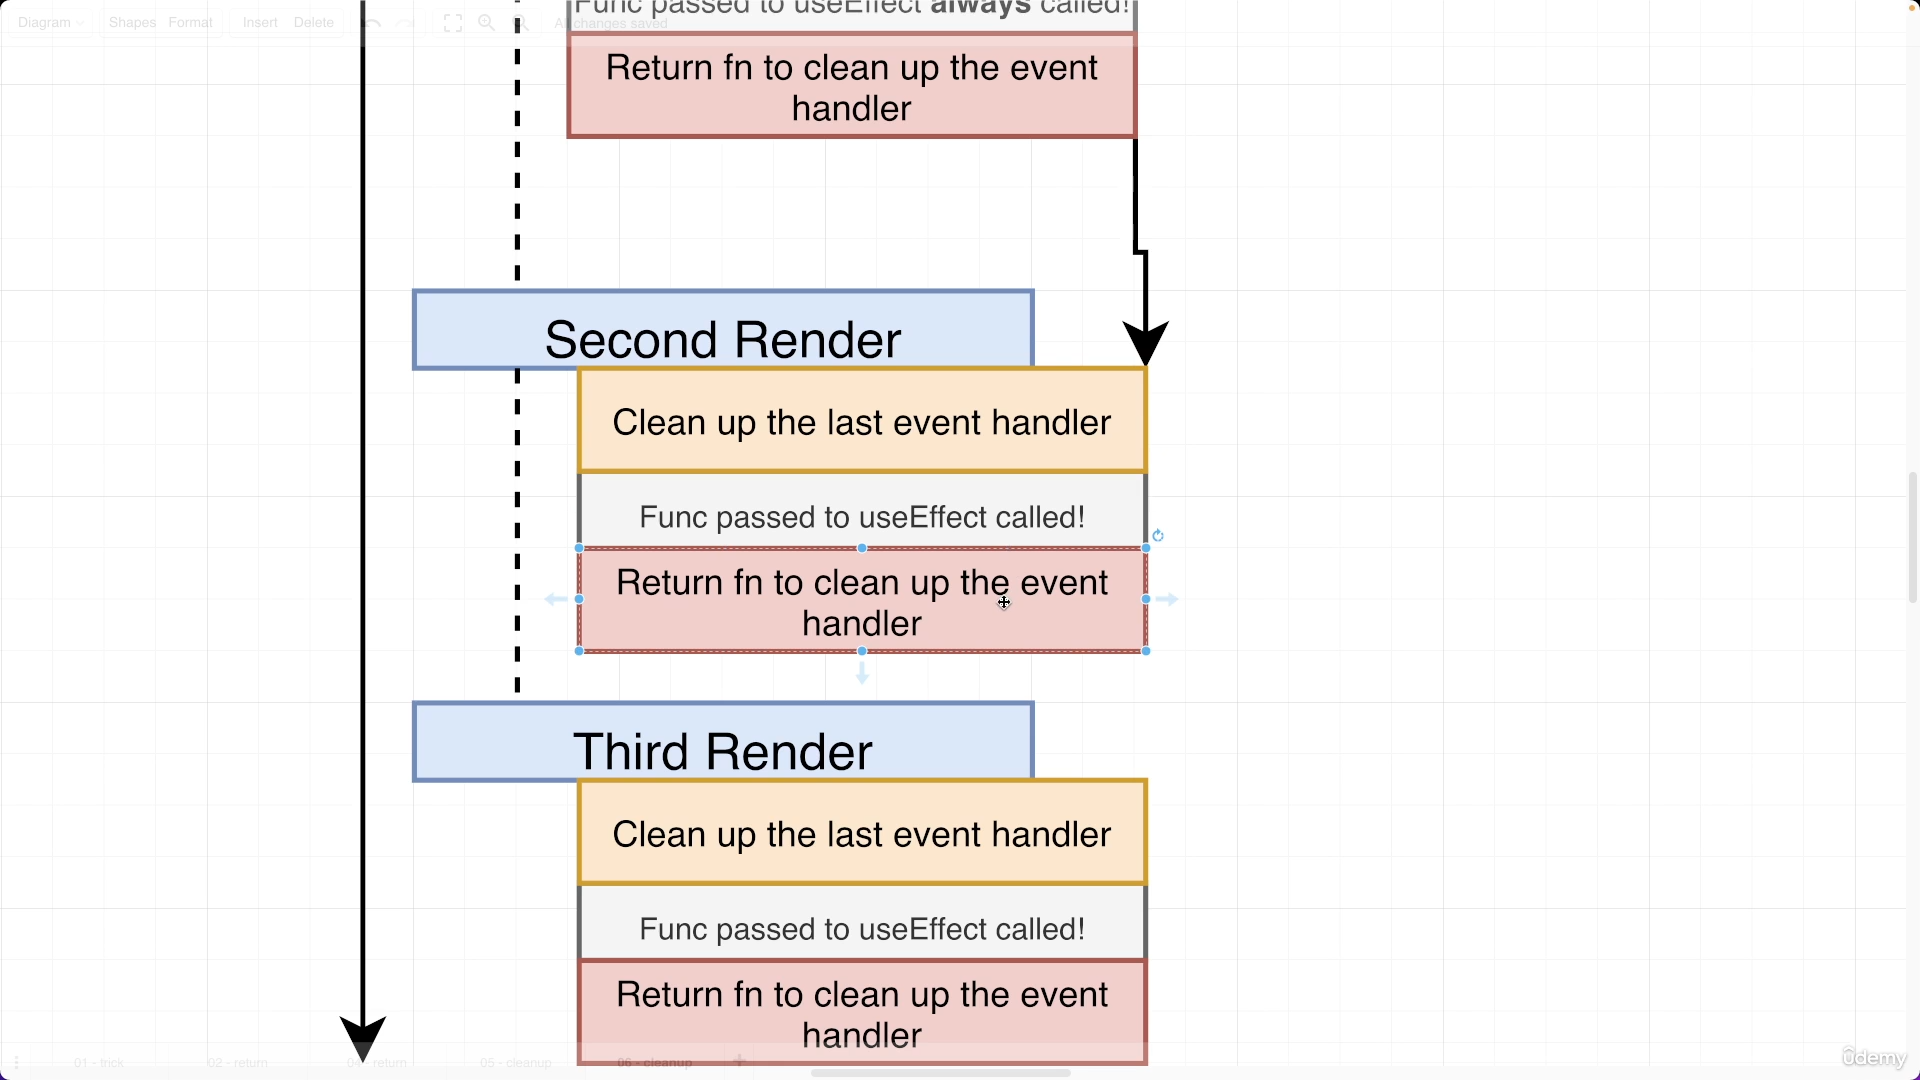 Diagram Shapes Format Insert Delete All changes saved
Func passed to useEffect always called!
Return fn to clean up the event
handler
Second Render
Clean up the last event handler
Func passed to useEffect called!
Return fn to clean up the event
handler
Third Render
Clean up the last event handler
Func passed to useEffect called!
Return fn to clean up the event
handler
01 - trick 02 - return 04 - return 05 - cleanup 06 - cleanup
ûdemy